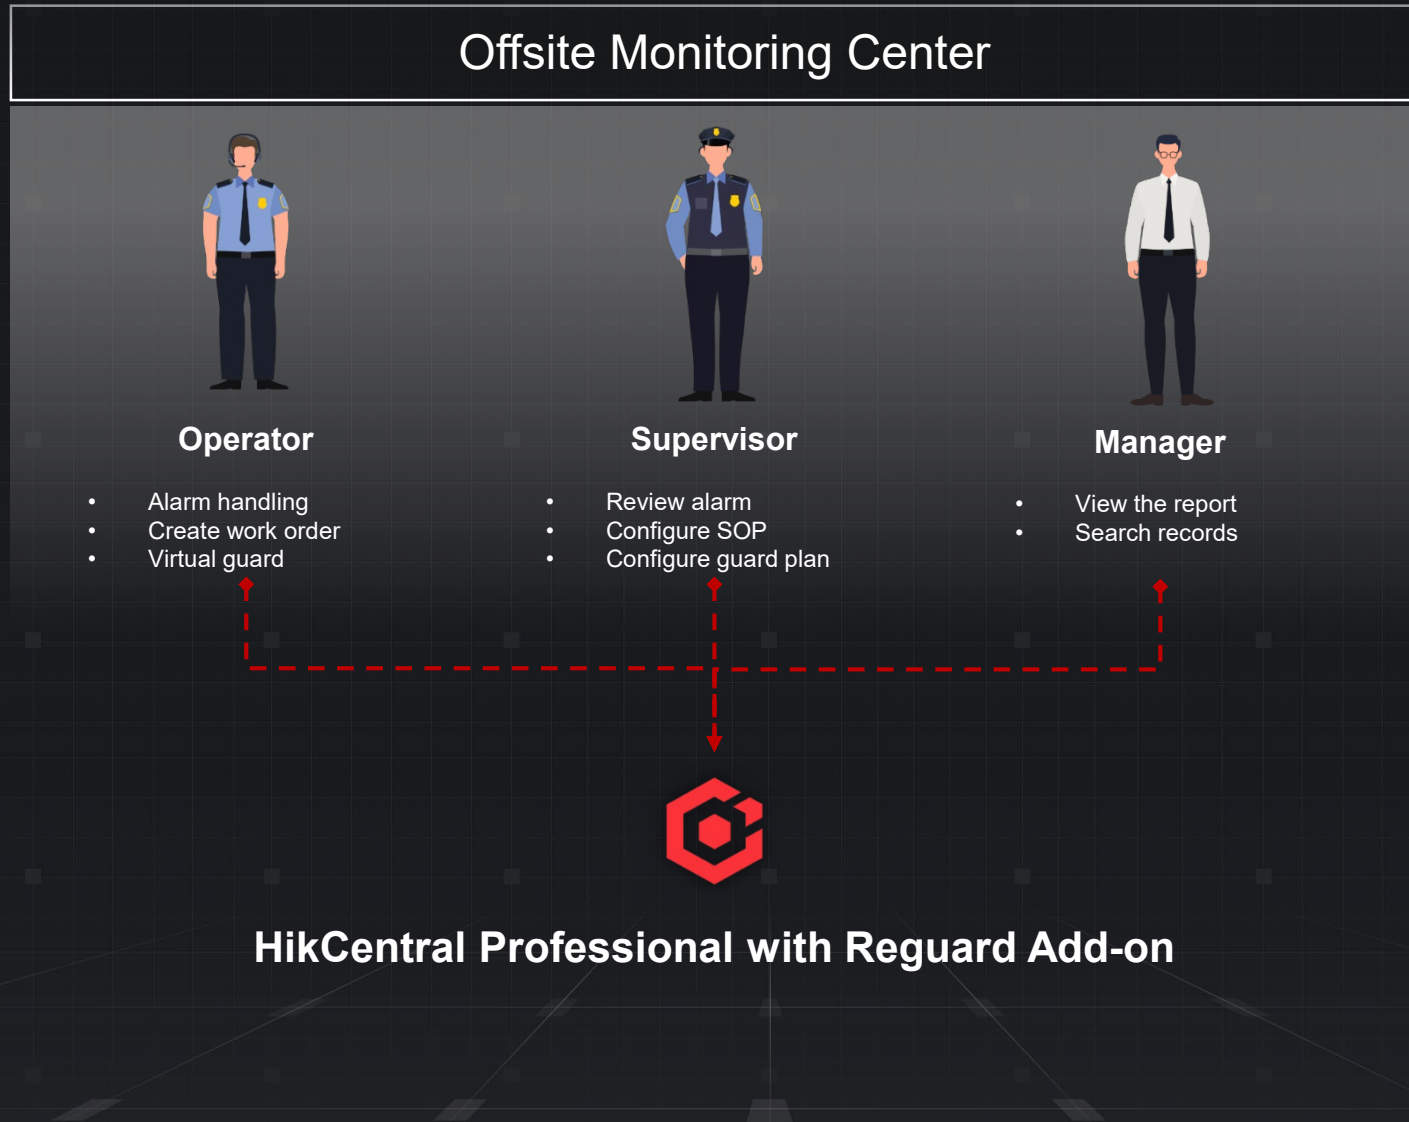 Offsite Monitoring Center
Operator
• Alarm handling
• Create work order
• Virtual guard
Supervisor
• Review alarm
• Configure SOP
• Configure guard plan
Manager
• View the report
• Search records
HikCentral Professional with Reguard Add-on